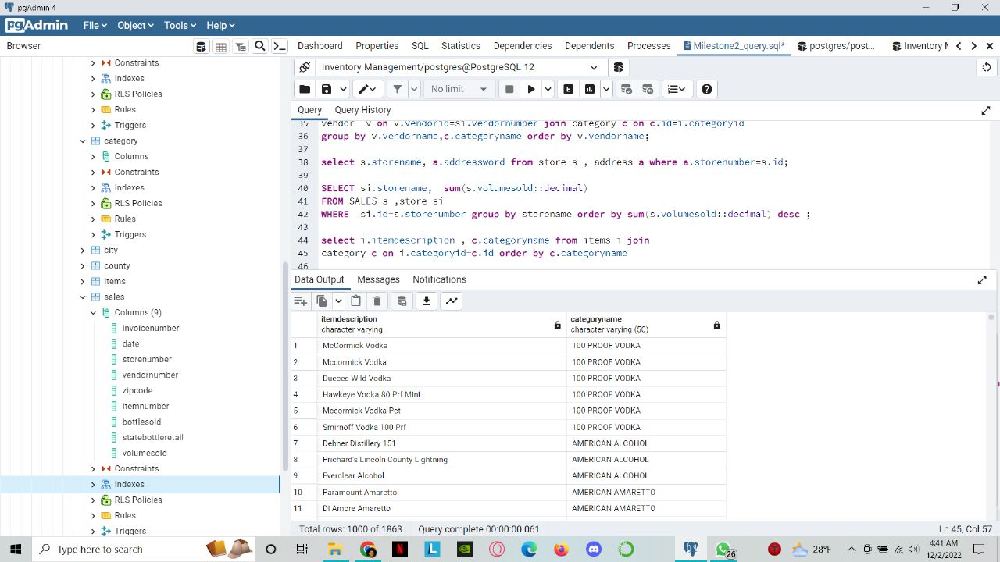 pgAdmin 4
pgAdmin File Object Tools Help
Browser
Dashboard Properties SQL Statistics Dependencies Dependents Processes Milestone2_query.sql* postgres/post... Inventory M
Constraints
Indexes
RLS Policies
Rules
Triggers
category
Columns
Constraints
Indexes
RLS Policies
Rules
Triggers
city
county
items
sales
Columns (9)
invoicenumber
date
storenumber
vendornumber
zipcode
itemnumber
bottlesold
statebottleretail
volumesold
Constraints
Indexes
RLS Policies
Rules
Triggers
Inventory Management/postgres@PostgreSQL 12
No limit
E
Query Query History
35 vendor v on v.vendorid=si.vendornumber join category c on c.id=i.categoryid
36 group by v.vendorname,c.categoryname order by v.vendorname;
37
38 select s.storename, a.addressword from store s , address a where a.storenumber=s.id;
39
40 SELECT si.storename, sum(s.volumesold::decimal)
41 FROM SALES s ,store si
42 WHERE si.id=s.storenumber group by storename order by sum(s.volumesold::decimal) desc ;
43
44 select i.itemdescription , c.categoryname from items i join
45 category c on i.categoryid=c.id order by c.categoryname
46
Data Output Messages Notifications
itemdescription categoryname
character varying character varying (50)
1 McCormick Vodka 100 PROOF VODKA
2 Mccormick Vodka 100 PROOF VODKA
3 Dueces Wild Vodka 100 PROOF VODKA
4 Hawkeye Vodka 80 Prf Mini 100 PROOF VODKA
5 Mccormick Vodka Pet 100 PROOF VODKA
6 Smirnoff Vodka 100 Prf 100 PROOF VODKA
7 Dehner Distillery 151 AMERICAN ALCOHOL
8 Prichard's Lincoln County Lightning AMERICAN ALCOHOL
9 Everclear Alcohol AMERICAN ALCOHOL
10 Paramount Amaretto AMERICAN AMARETTO
11 Di Amore Amaretto AMERICAN AMARETTO
Total rows: 1000 of 1863 Query complete 00:00:00.061 Ln 45, Col 57
Type here to search
26
28°F
4:41 AM
12/2/2022